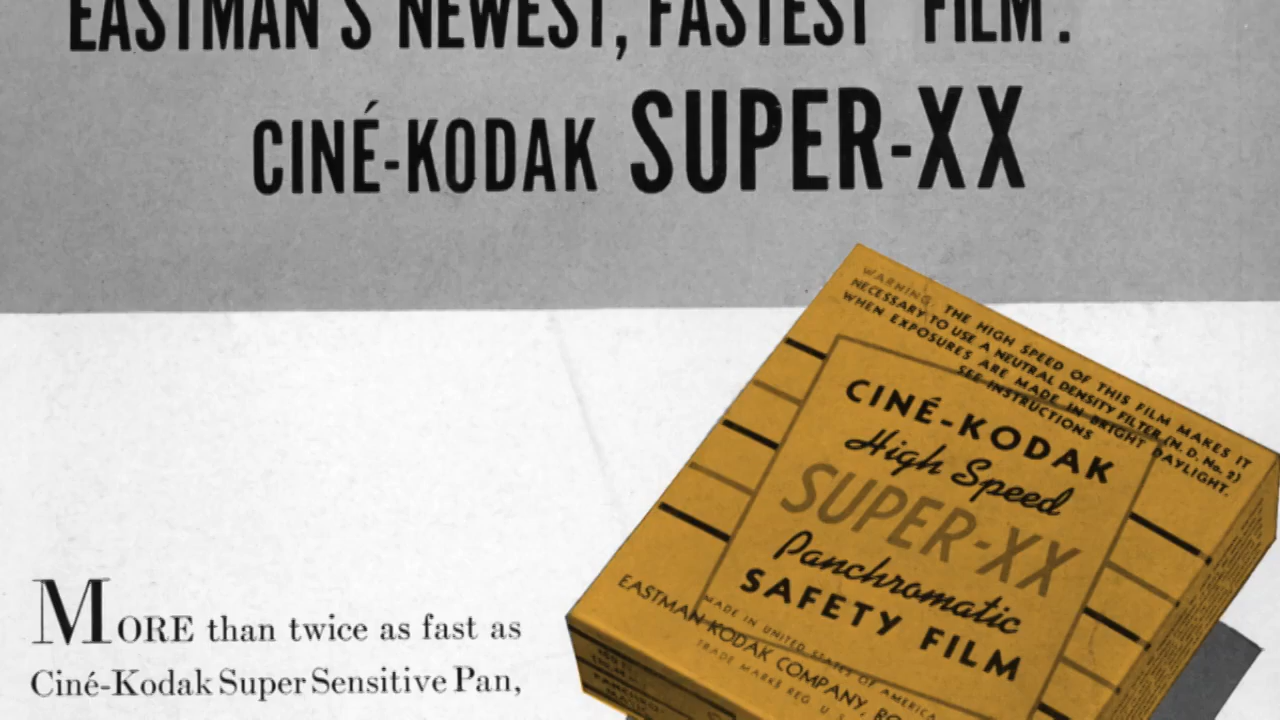 EASTMAN'S NEWEST, FASTEST FILM.
CINÉ-KODAK SUPER-XX
WARNING: THE HIGH SPEED OF THIS FILM MAKES IT
NECESSARY TO USE A NEUTRAL DENSITY FILTER (N. D. No. 2)
WHEN EXPOSURES ARE MADE IN BRIGHT DAYLIGHT.
SEE INSTRUCTIONS
CINÉ-KODAK
High Speed
SUPER-XX
Panchromatic
SAFETY FILM
MADE IN UNITED STATES OF AMERICA
EASTMAN KODAK COMPANY,
TRADE MARKS REG. U. S.
MORE than twice as fast as
Ciné-Kodak Super Sensitive Pan,